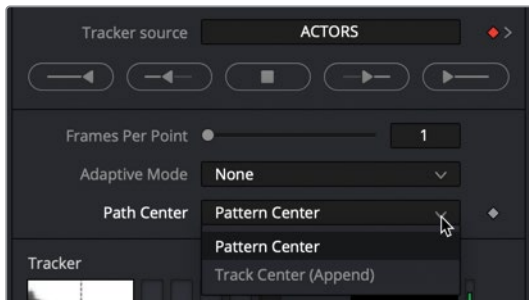 Tracker source ACTORS
Frames Per Point 1
Adaptive Mode None
Path Center Pattern Center
Pattern Center
Track Center (Append)
Tracker